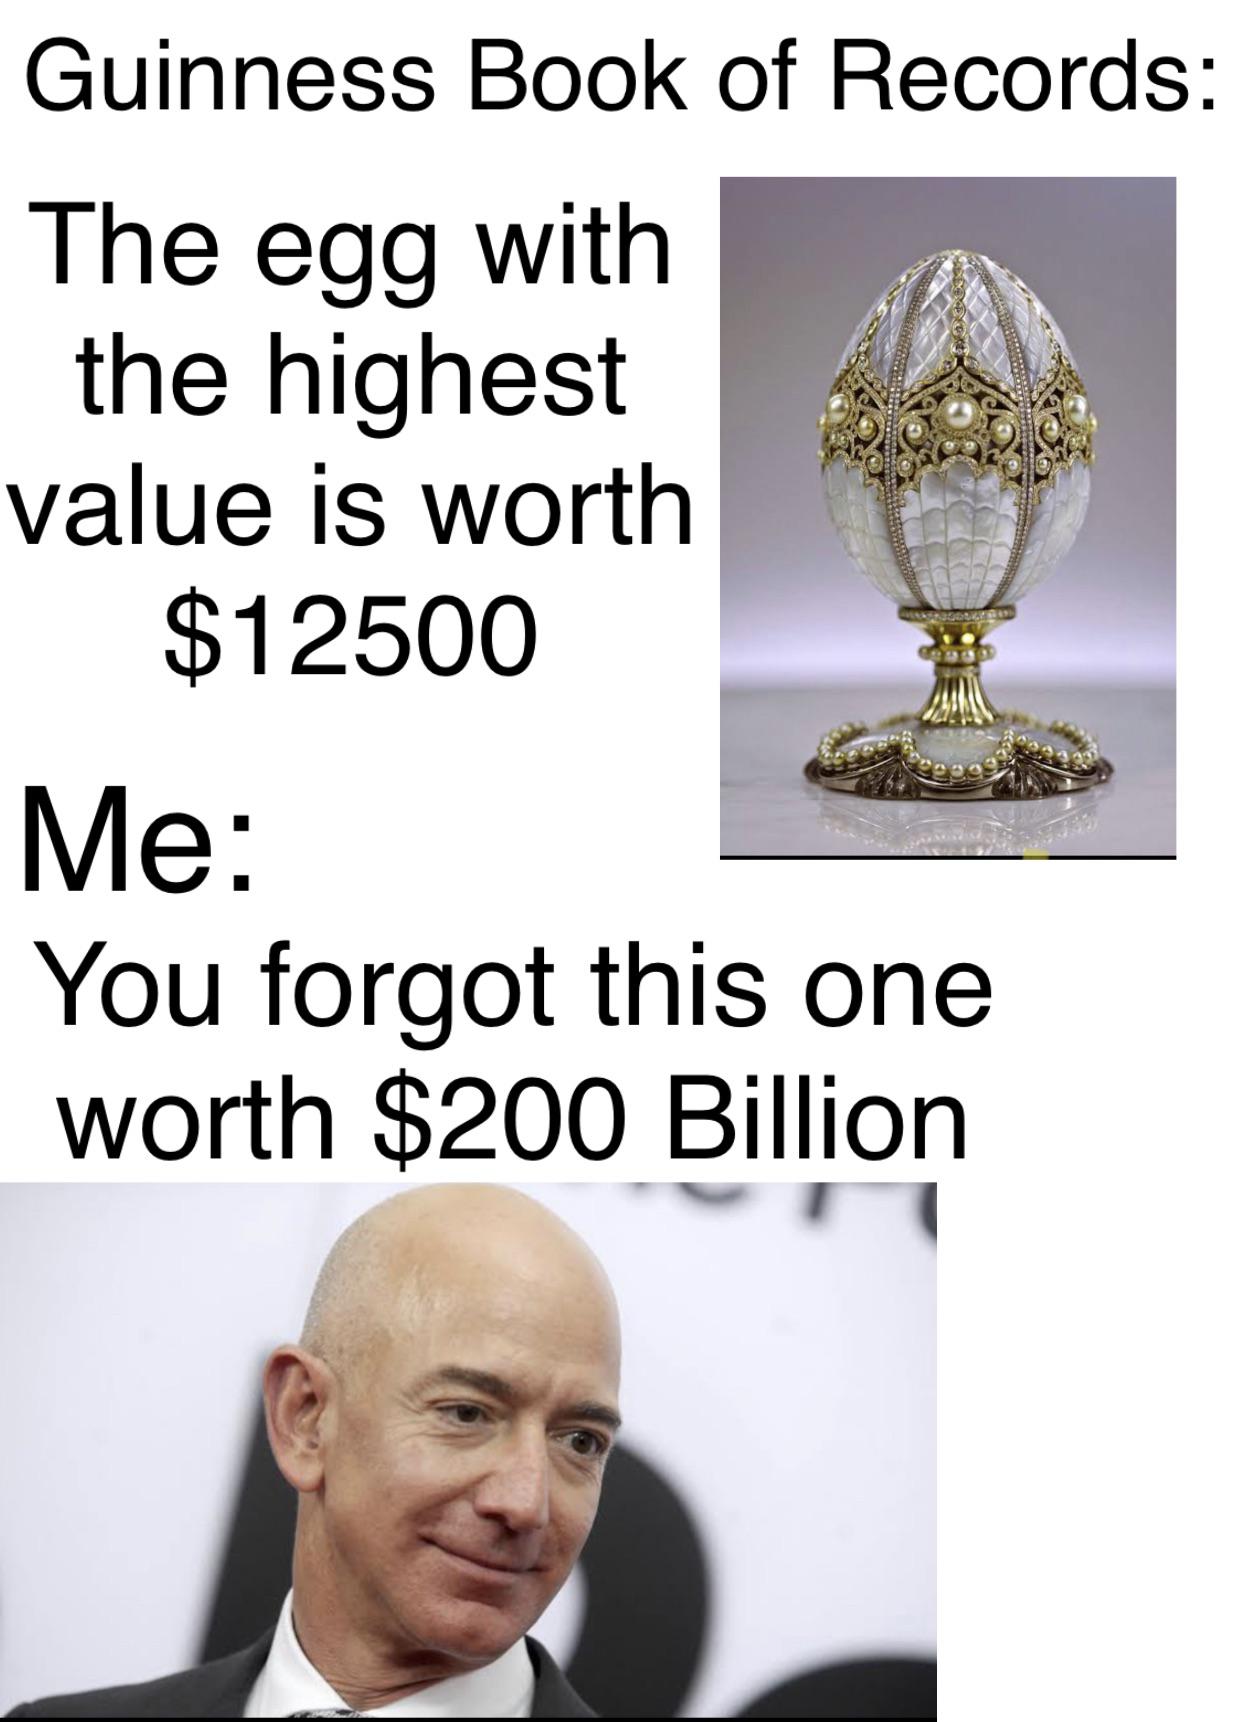 Guinness Book of Records:
The egg with
the highest
value is worth
$12500
Me:
You forgot this one
worth $200 Billion